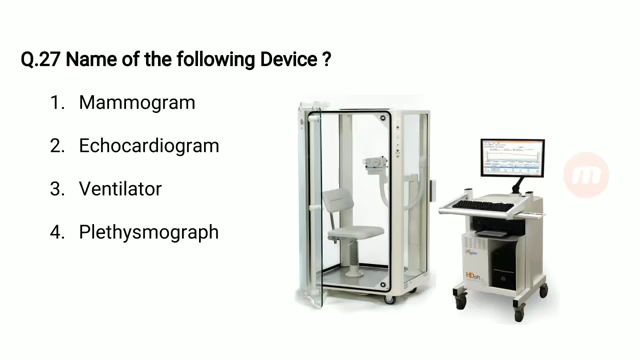 Q.27 Name of the following Device ?
1. Mammogram
2. Echocardiogram
3. Ventilator
4. Plethysmograph
m